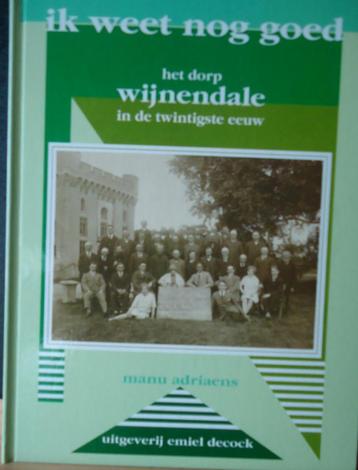 ik weet nog goed
het dorp
wijnendale
in de twintigste eeuw
manu adriaens
uitgeverij emiel decock